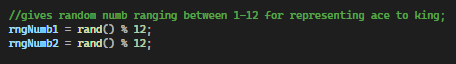 //gives random numb ranging between 1-12 for representing ace to king;
rngNumb1 = rand() % 12;
rngNumb2 = rand() % 12;